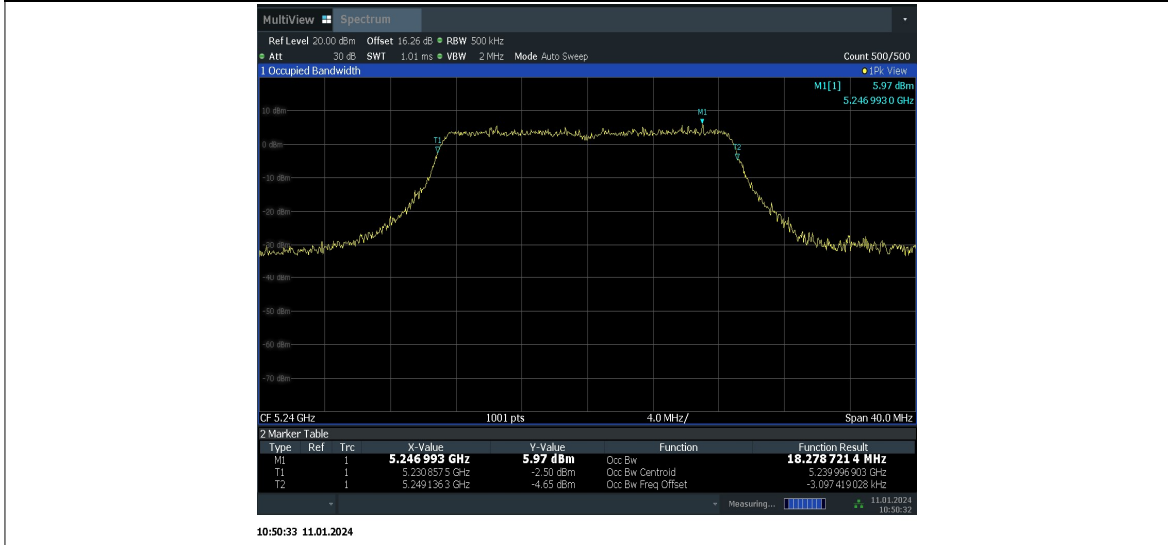 MultiView Spectrum
Ref Level 20.00 dBm Offset 16.26 dB RBW 500 kHz
Att 30 dB SWT 1.01 ms VBW 2 MHz Mode Auto Sweep Count 500/500
1 Occupied Bandwidth 1Pk View
M1[1] 5.97 dBm
5.246 993 0 GHz
10 dBm
M1
0 dBm
T1
T2
-10 dBm
-20 dBm
-30 dBm
-40 dBm
-50 dBm
-60 dBm
-70 dBm
CF 5.24 GHz 1001 pts 4.0 MHz/ Span 40.0 MHz
2 Marker Table
Type Ref Trc X-Value Y-Value Function Function Result
M1 1 5.246 993 GHz 5.97 dBm Occ Bw 18.278 721 4 MHz
T1 1 5.230 857 5 GHz -2.50 dBm Occ Bw Centroid 5.239 996 903 GHz
T2 1 5.249 136 3 GHz -4.65 dBm Occ Bw Freq Offset -3.097 419 028 kHz
Measuring... 11.01.2024
10:50:32
10:50:33 11.01.2024